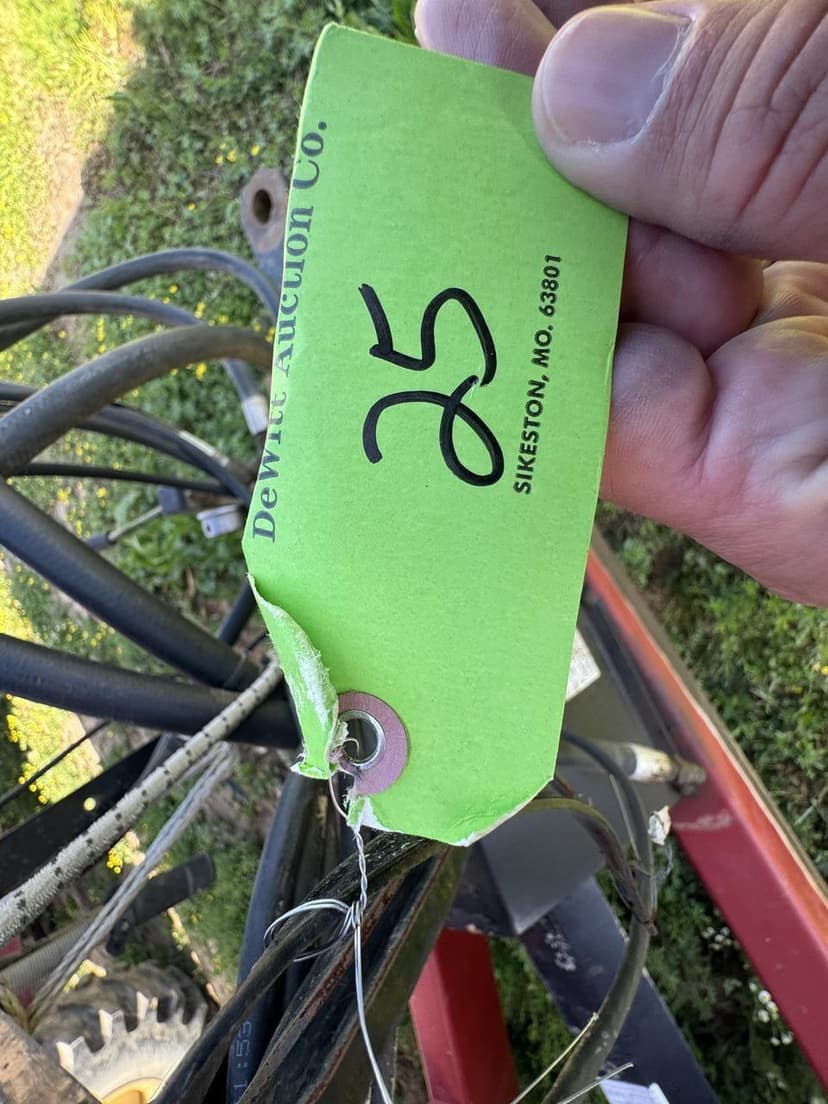 DeWitt Auction Co.
25
SIKESTON, MO. 63801